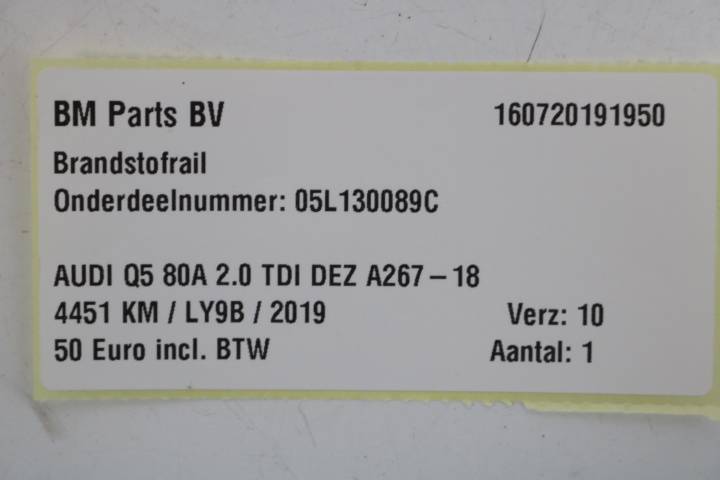 BM Parts BV 160720191950
Brandstofrail
Onderdeelnummer: 05L130089C
AUDI Q5 80A 2.0 TDI DEZ A267-18
4451 KM / LY9B / 2019 Verz: 10
50 Euro incl. BTW Aantal: 1